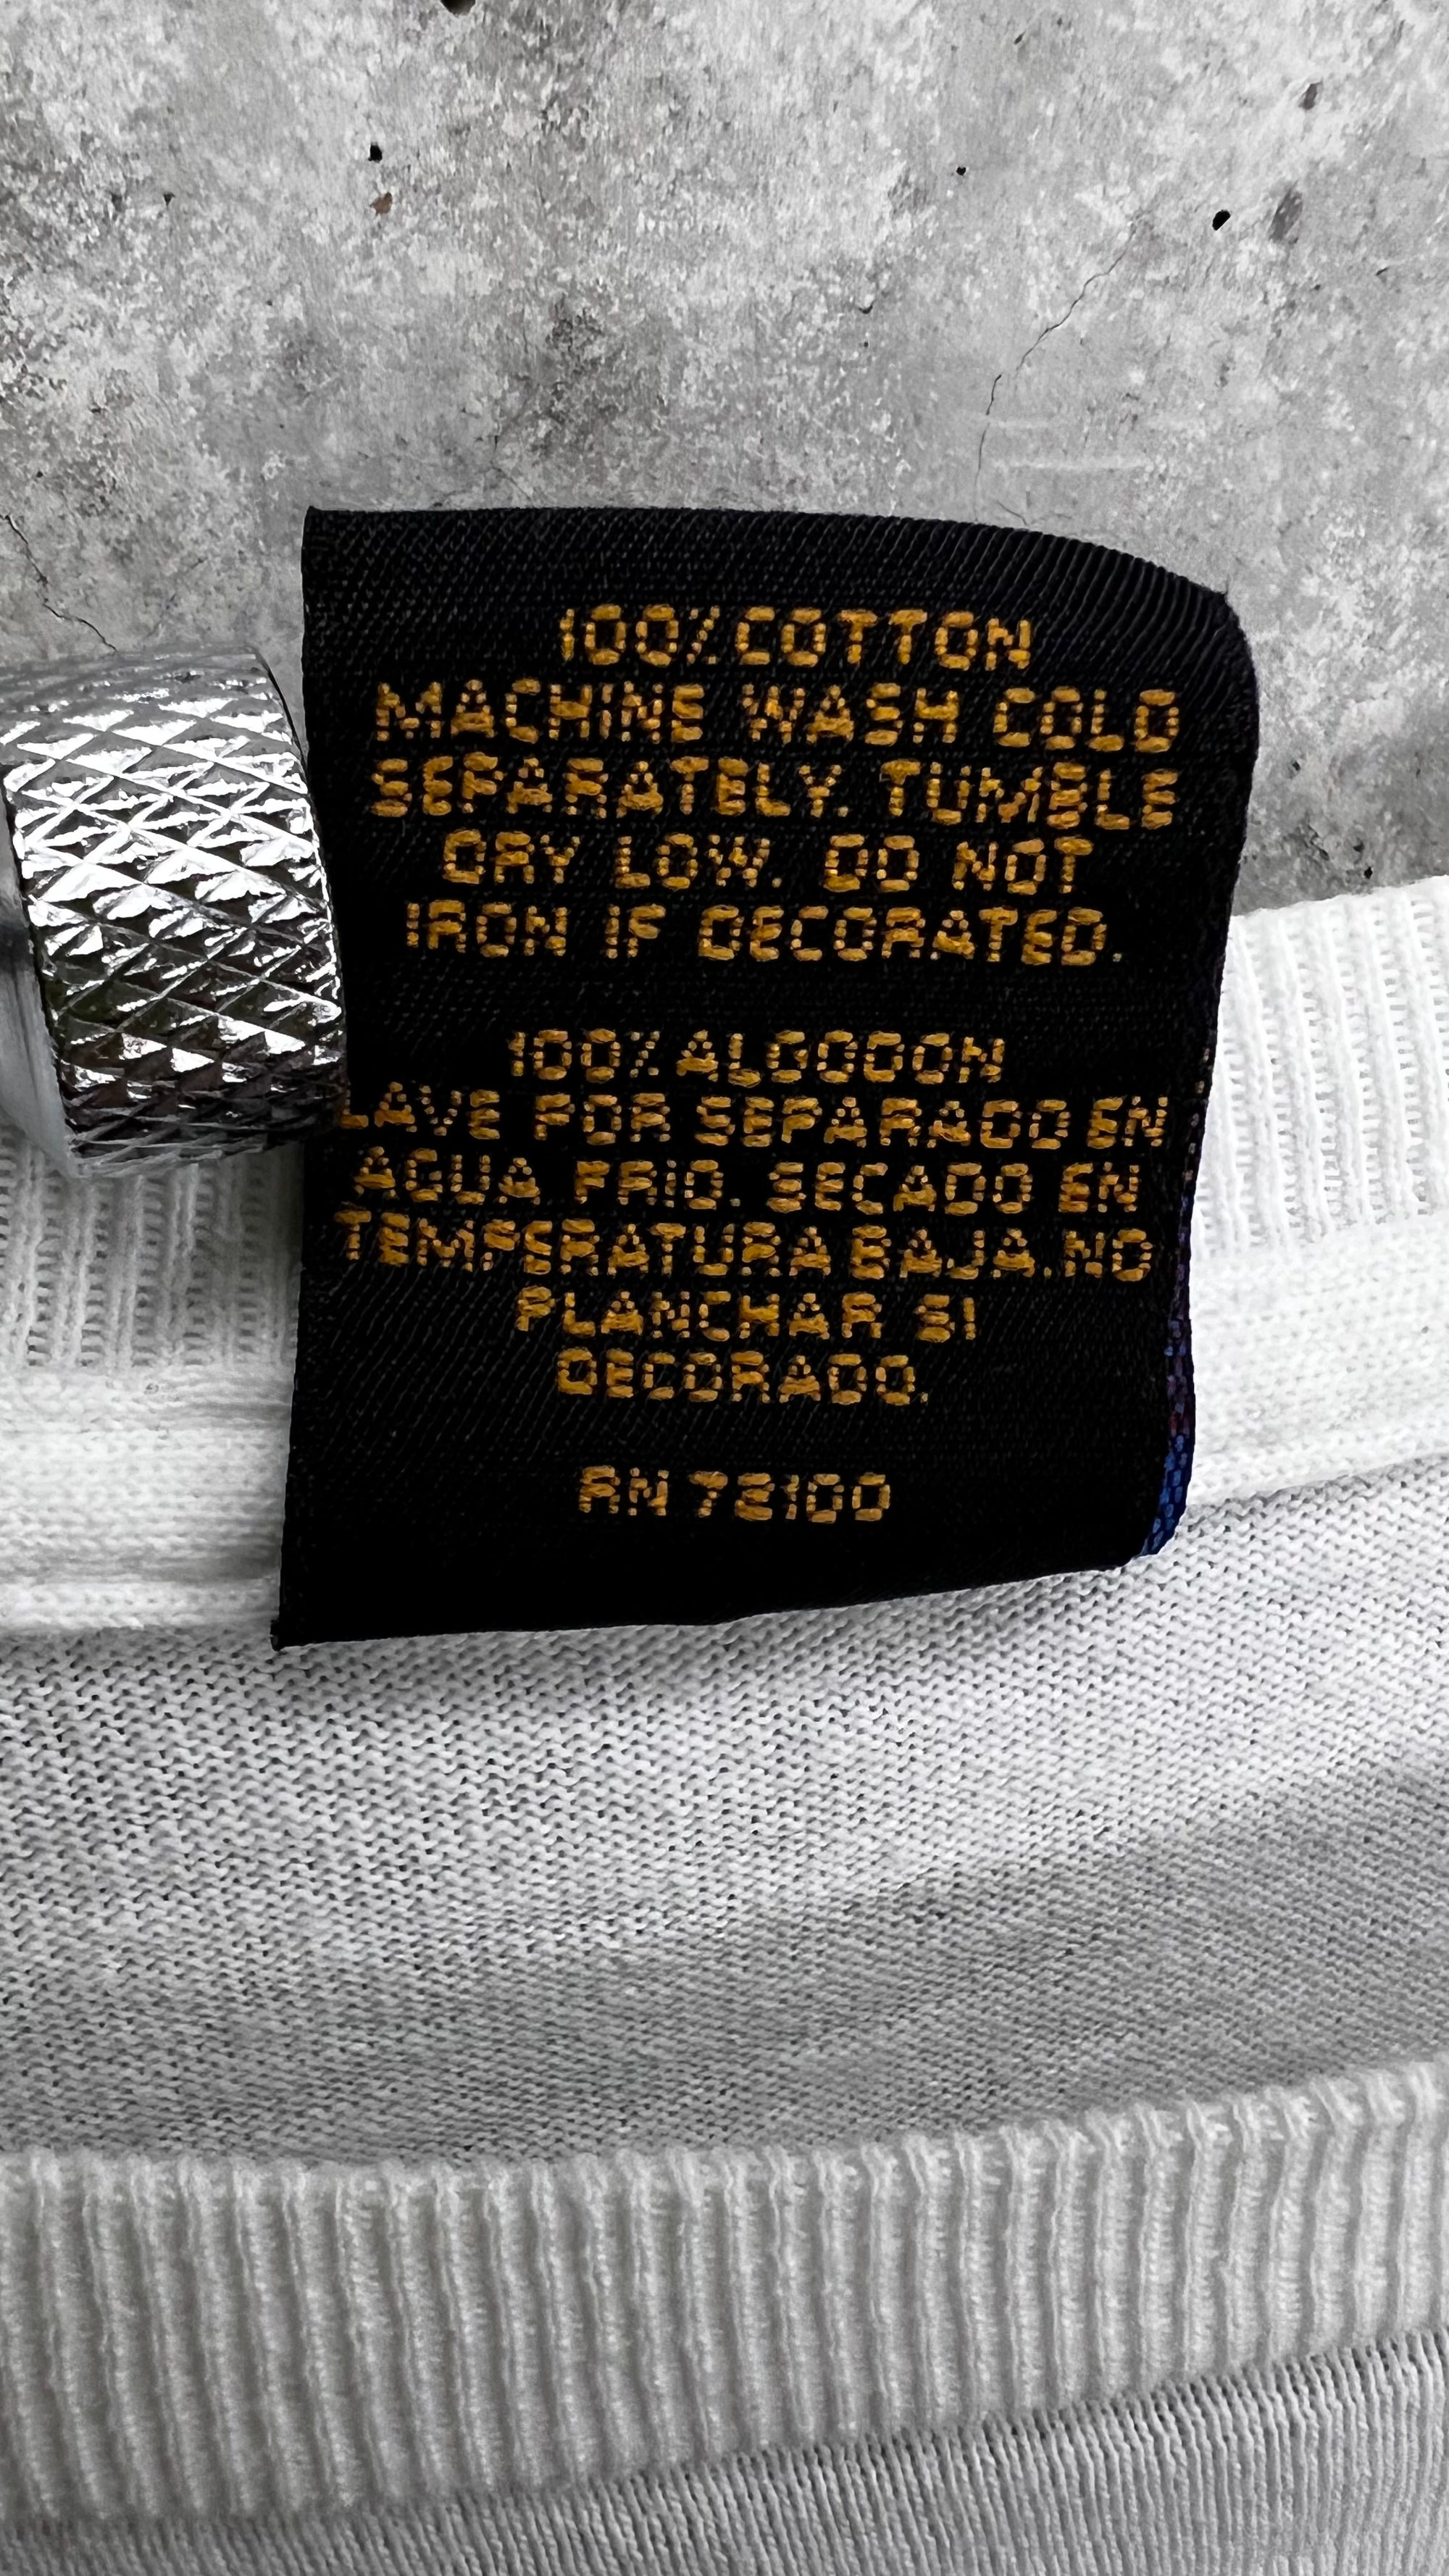 100% COTTON
MACHINE WASH COLD
SEPARATELY. TUMBLE
DRY LOW. DO NOT
IRON IF DECORATED.
100% ALGODON
LAVE POR SEPARADO EN
AGUA FRIO. SECADO EN
TEMPERATURA BAJA. NO
PLANCHAR SI
DECORADO.
RN 72100